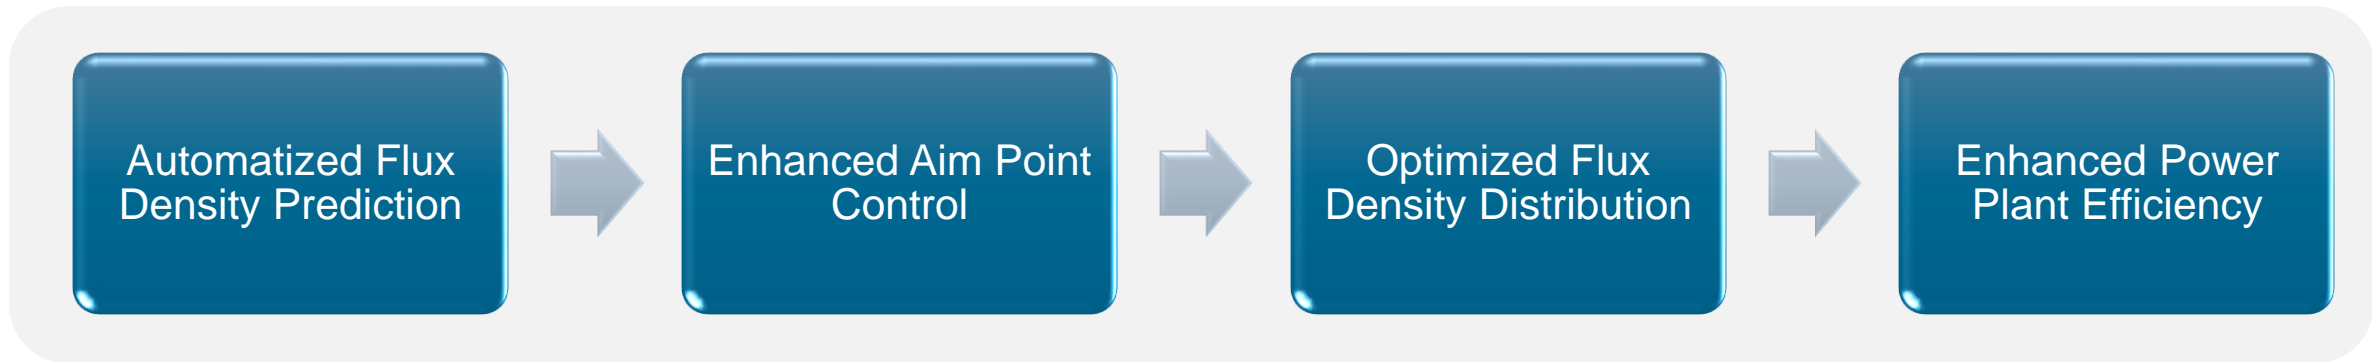 Automatized Flux
Density Prediction
Enhanced Aim Point
Control
Optimized Flux
Density Distribution
Enhanced Power
Plant Efficiency